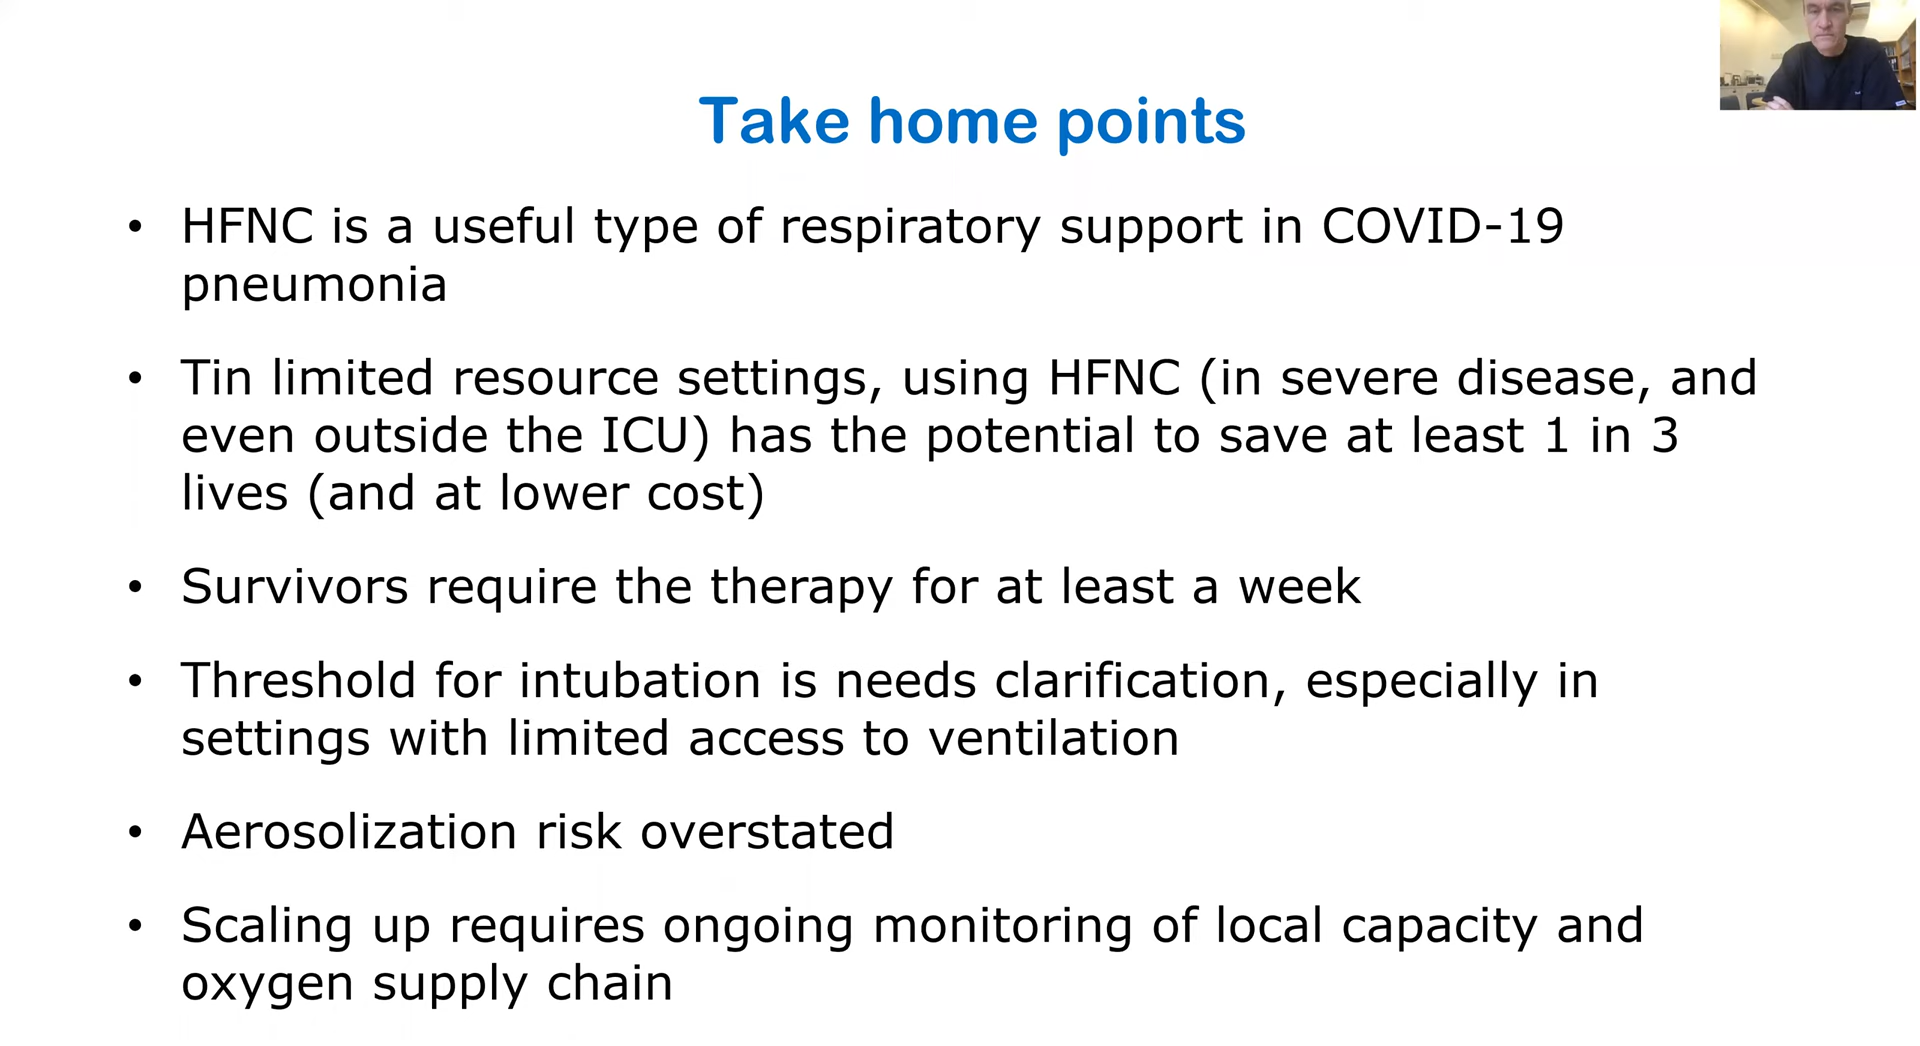 Take home points
• HFNC is a useful type of respiratory support in COVID-19
pneumonia
• Tin limited resource settings, using HFNC (in severe disease, and
even outside the ICU) has the potential to save at least 1 in 3
lives (and at lower cost)
• Survivors require the therapy for at least a week
• Threshold for intubation is needs clarification, especially in
settings with limited access to ventilation
• Aerosolization risk overstated
• Scaling up requires ongoing monitoring of local capacity and
oxygen supply chain